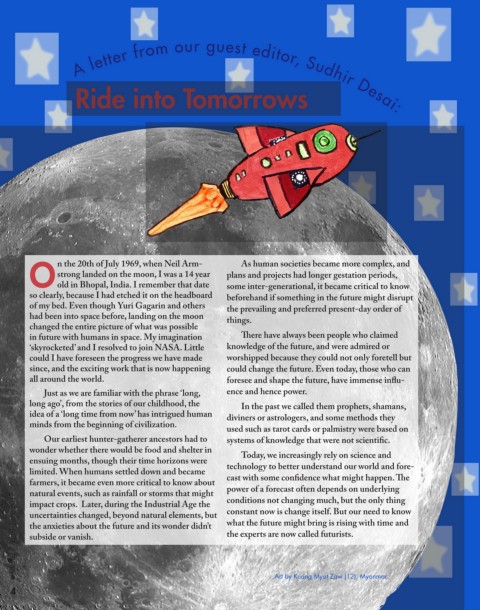 A letter from our guest editor, Sudhir Desai:
Ride into Tomorrows
On the 20th of July 1969, when Neil Arm-
strong landed on the moon, I was a 14 year
old in Bhopal, India. I remember that date
so clearly, because I had etched it on the headboard
of my bed. Even though Yuri Gagarin and others
had been into space before, landing on the moon
changed the entire picture of what was possible
in future with humans in space. My imagination
‘skyrocketed’ and I resolved to join NASA. Little
could I have foreseen the progress we have made
since, and the exciting work that is now happening
all around the world.
Just as we are familiar with the phrase ‘long,
long ago’, from the stories of our childhood, the
idea of a ‘long time from now’ has intrigued human
minds from the beginning of civilization.
Our earliest hunter-gatherer ancestors had to
wonder whether there would be food and shelter in
ensuing months, though their time horizons were
limited. When humans settled down and became
farmers, it became even more critical to know about
natural events, such as rainfall or storms that might
impact crops. Later, during the Industrial Age the
uncertainties changed, beyond natural elements, but
the anxieties about the future and its wonder didn’t
subside or vanish.
As human societies became more complex, and
plans and projects had longer gestation periods,
some inter-generational, it became critical to know
beforehand if something in the future might disrupt
the prevailing and preferred present-day order of
things.
There have always been people who claimed
knowledge of the future, and were admired or
worshipped because they could not only foretell but
could change the future. Even today, those who can
foresee and shape the future, have immense influ-
ence and hence power.
In the past we called them prophets, shamans,
diviners or astrologers, and some methods they
used such as tarot cards or palmistry were based on
systems of knowledge that were not scientific.
Today, we increasingly rely on science and
technology to better understand our world and fore-
cast with some confidence what might happen. The
power of a forecast often depends on underlying
conditions not changing much, but the only thing
constant now is change itself. But our need to know
what the future might bring is rising with time and
the experts are now called futurists.
Art by Kaung Myat Zaw (12), Myanmar.